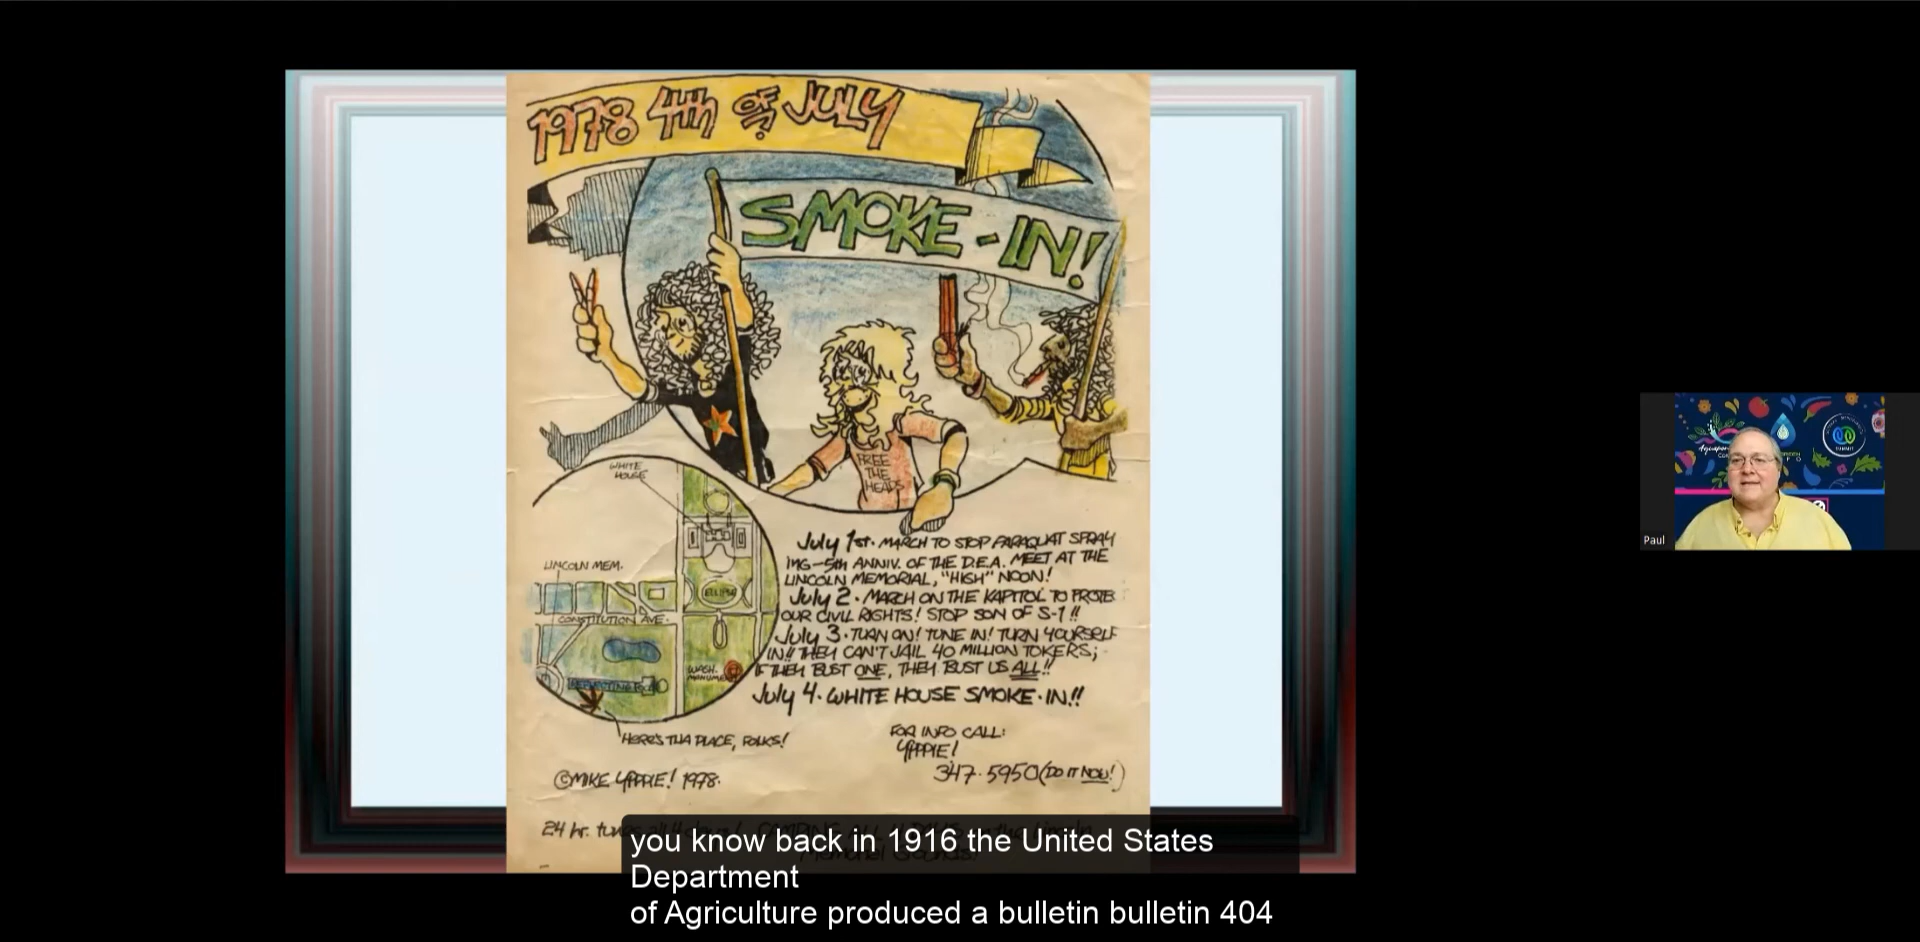 1978 4th OF JULY
SMOKE-IN!
FREE
THE
HEADS
WHITE
HOUSE
LINCOLN MEM.
ELLIPSE
CONSTITUTION AVE.
WASH.
MONUMENT
REFLECTING POOL
HERE'S THA PLACE, FOLKS!
July 1st. MARCH TO STOP PARAQUAT SPRAY
ING-5th ANNIV. OF THE D.E.A. MEET AT THE
LINCOLN MEMORIAL, "HIGH" NOON!
July 2. MARCH ON THE KAPITOL TO PROTE
OUR CIVIL RIGHTS! STOP SON OF S-1!!
July 3. TURN ON! TUNE IN! TURN YOURSELF
IN!! THEY CAN'T JAIL 40 MILLION TOKERS;
IF THEY BUST ONE, THEY BUST US ALL!!
July 4. WHITE HOUSE SMOKE-IN!!
FOR INFO CALL:
YIPPIE!
347-5950 (DO IT NOW!)
©MIKE YIPPIE! 1978.
24 hr.
you know back in 1916 the United States
Department
of Agriculture produced a bulletin bulletin 404
Paul